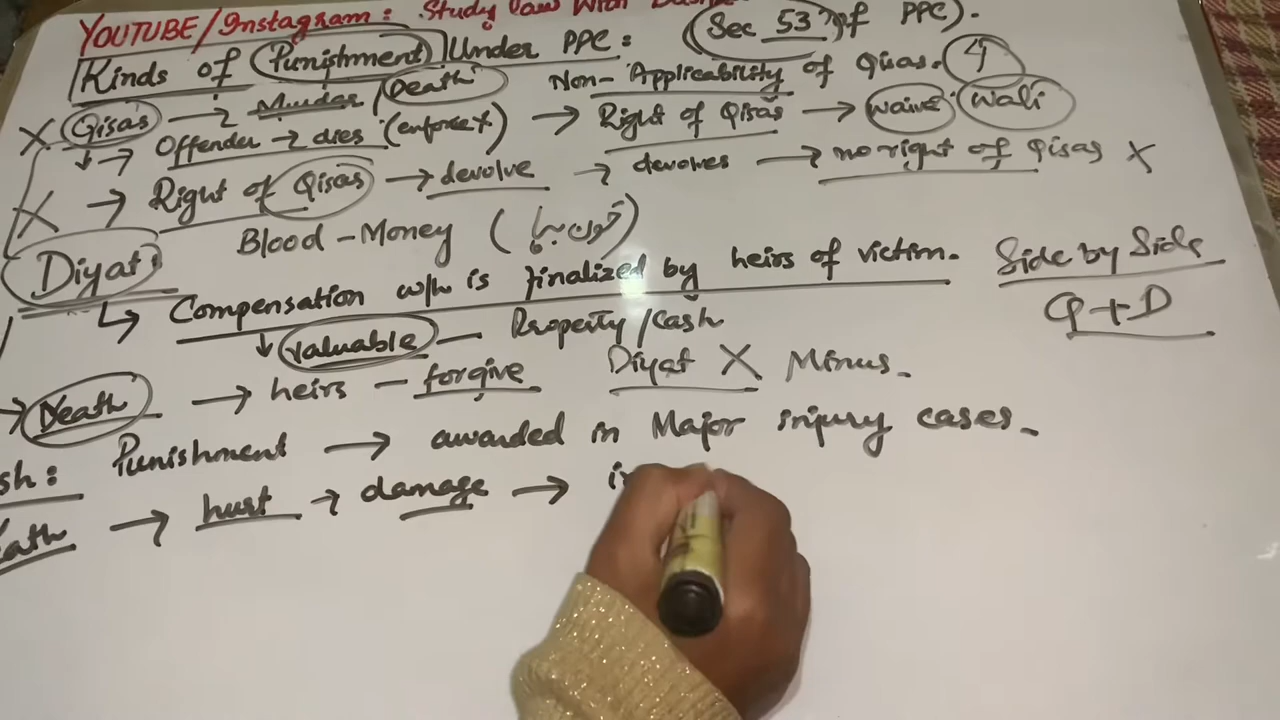 YOUTUBE/Instagram: Study law With
Kinds of Punishment Under PPC: (Sec 53 of PPC).
Qisas → Murder / Death Non-Applicability of Qisas. 4
↓ → Offender → dies (enforce X) → Right of Qisas → waive Wali
X → Right of Qisas → devolve → devolves → no right of Qisas X
Diyat: Blood-Money (خون بہا)
↳ Compensation w/h is finalized by heirs of victim. Side by Side
↓ valuable — Property/Cash Q+D
→ Death → heirs — forgive Diyat X Minus.
sh: Punishment → awarded in Major injury cases.
eath → hurt → damage → i